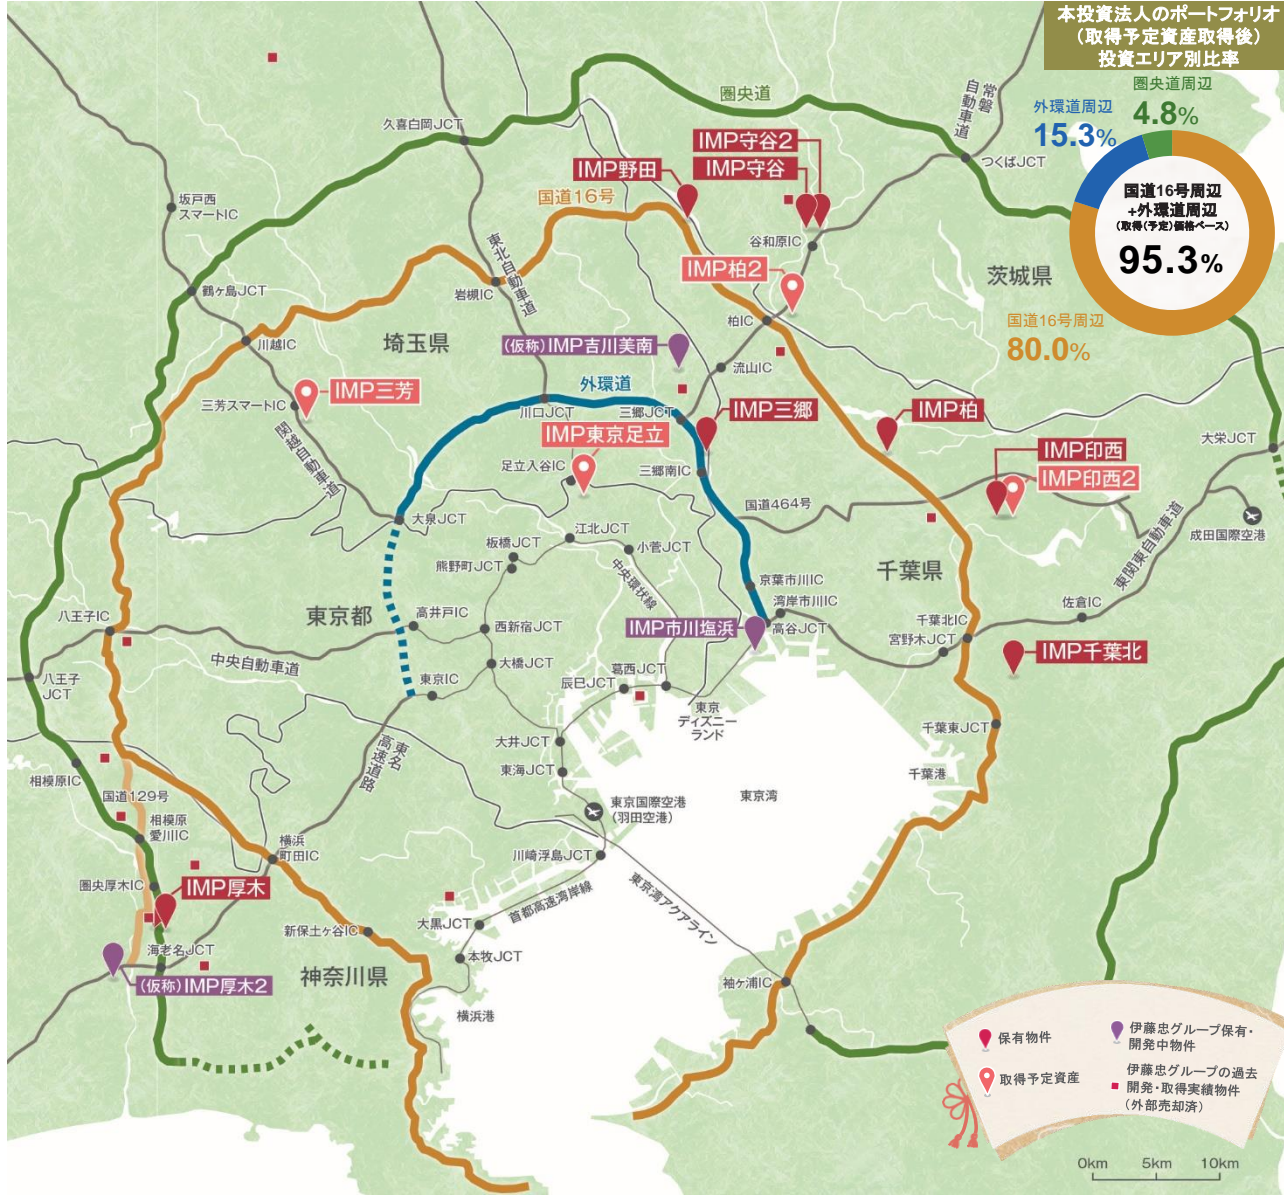 本投資法人のポートフォリオ
（取得予定資産取得後）
投資エリア別比率
圏央道周辺
4.8%
外環道周辺
15.3%
国道16号周辺
+外環道周辺
（取得（予定）価格ベース）
95.3%
国道16号周辺
80.0%
圏央道
常磐
自動車道
久喜白岡JCT
つくばJCT
IMP守谷2
IMP守谷
IMP野田
国道16号
坂戸西
スマートIC
谷和原IC
東北自動車道
IMP柏2
茨城県
鶴ヶ島JCT
岩槻IC
柏IC
川越IC
埼玉県
（仮称）IMP吉川美南
流山IC
外環道
IMP三芳
三芳スマートIC
川口JCT
三郷JCT
IMP三郷
IMP柏
関越自動車道
IMP東京足立
大栄JCT
IMP印西
足立入谷IC
三郷南IC
IMP印西2
国道464号
大泉JCT
成田国際空港
江北JCT
板橋JCT
小菅JCT
熊野町JCT
中央環状線
千葉県
東関東自動車道
京葉市川IC
湾岸市川IC
佐倉IC
八王子IC
東京都
高井戸IC
西新宿JCT
IMP市川塩浜
高谷JCT
千葉北IC
宮野木JCT
IMP千葉北
中央自動車道
八王子
JCT
大橋JCT
葛西JCT
東京IC
辰巳JCT
東京
ディズニー
ランド
千葉東JCT
東名
高速道路
大井JCT
東海JCT
相模原IC
千葉港
国道129号
東京国際空港
（羽田空港）
東京湾
相模原
愛川IC
横浜
町田IC
川崎浮島JCT
圏央厚木IC
IMP厚木
首都高速湾岸線
東京湾アクアライン
大黒JCT
新保土ヶ谷IC
海老名JCT
本牧JCT
（仮称）IMP厚木2
神奈川県
袖ヶ浦IC
横浜港
保有物件
伊藤忠グループ保有・
開発中物件
取得予定資産
伊藤忠グループの過去
開発・取得実績物件
（外部売却済）
0km
5km
10km